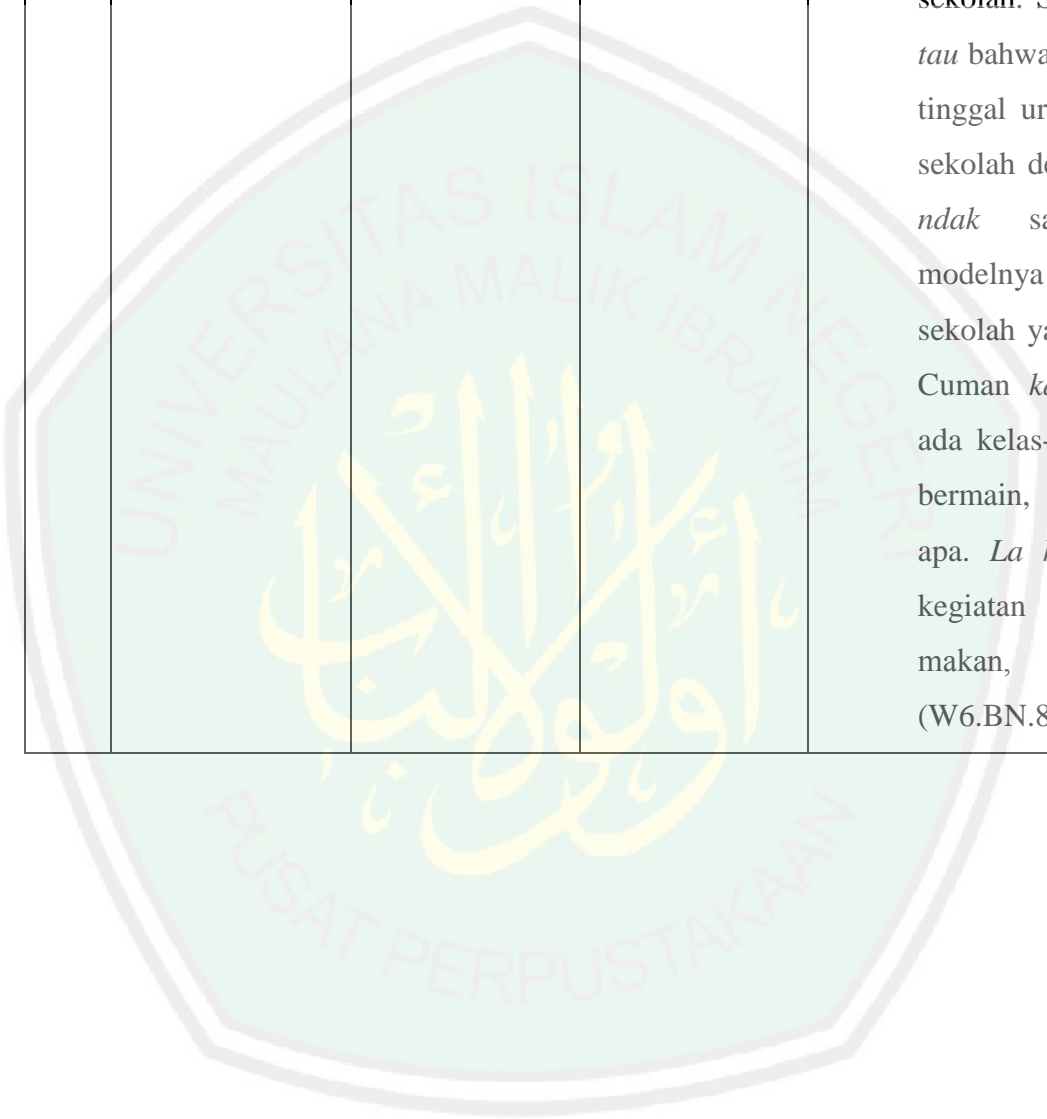 sekolah. S
tau bahwa
tinggal ur
sekolah de
ndak sa
modelnya
sekolah ya
Cuman ka
ada kelas-
bermain,
apa. La h
kegiatan
makan,
(W6.BN.8
UNIVERSITAS ISLAM NEGERI
MAULANA MALIK IBRAHIM
PUSAT PERPUSTAKAAN